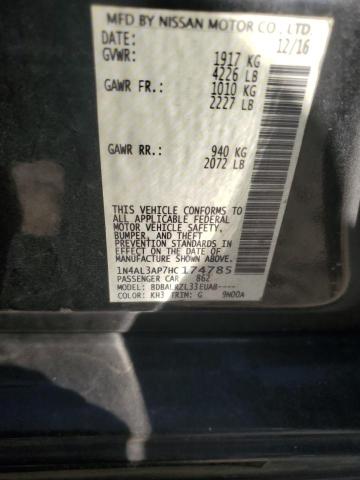 MFD BY NISSAN MOTOR CO., LTD.
DATE: 12/16
GVWR: 1917 KG
4226 LB
GAWR FR: 1010 KG
2227 LB
GAWR RR: 940 KG
2072 LB
THIS VEHICLE CONFORMS TO
ALL APPLICABLE FEDERAL
MOTOR VEHICLE SAFETY,
BUMPER, AND THEFT
PREVENTION STANDARDS IN
EFFECT ON THE DATE OF
MANUFACTURE SHOWN ABOVE.
1N4AL3AP7HC174785
PASSENGER CAR 862
MODEL: BDBALRZL33EUAB----
COLOR: KH3 TRIM: G 9N00A